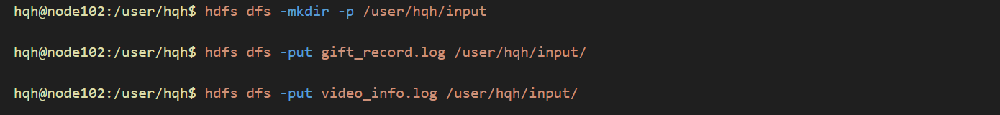 hqh@node102:/user/hqh$ hdfs dfs -mkdir -p /user/hqh/input
hqh@node102:/user/hqh$ hdfs dfs -put gift_record.log /user/hqh/input/
hqh@node102:/user/hqh$ hdfs dfs -put video_info.log /user/hqh/input/